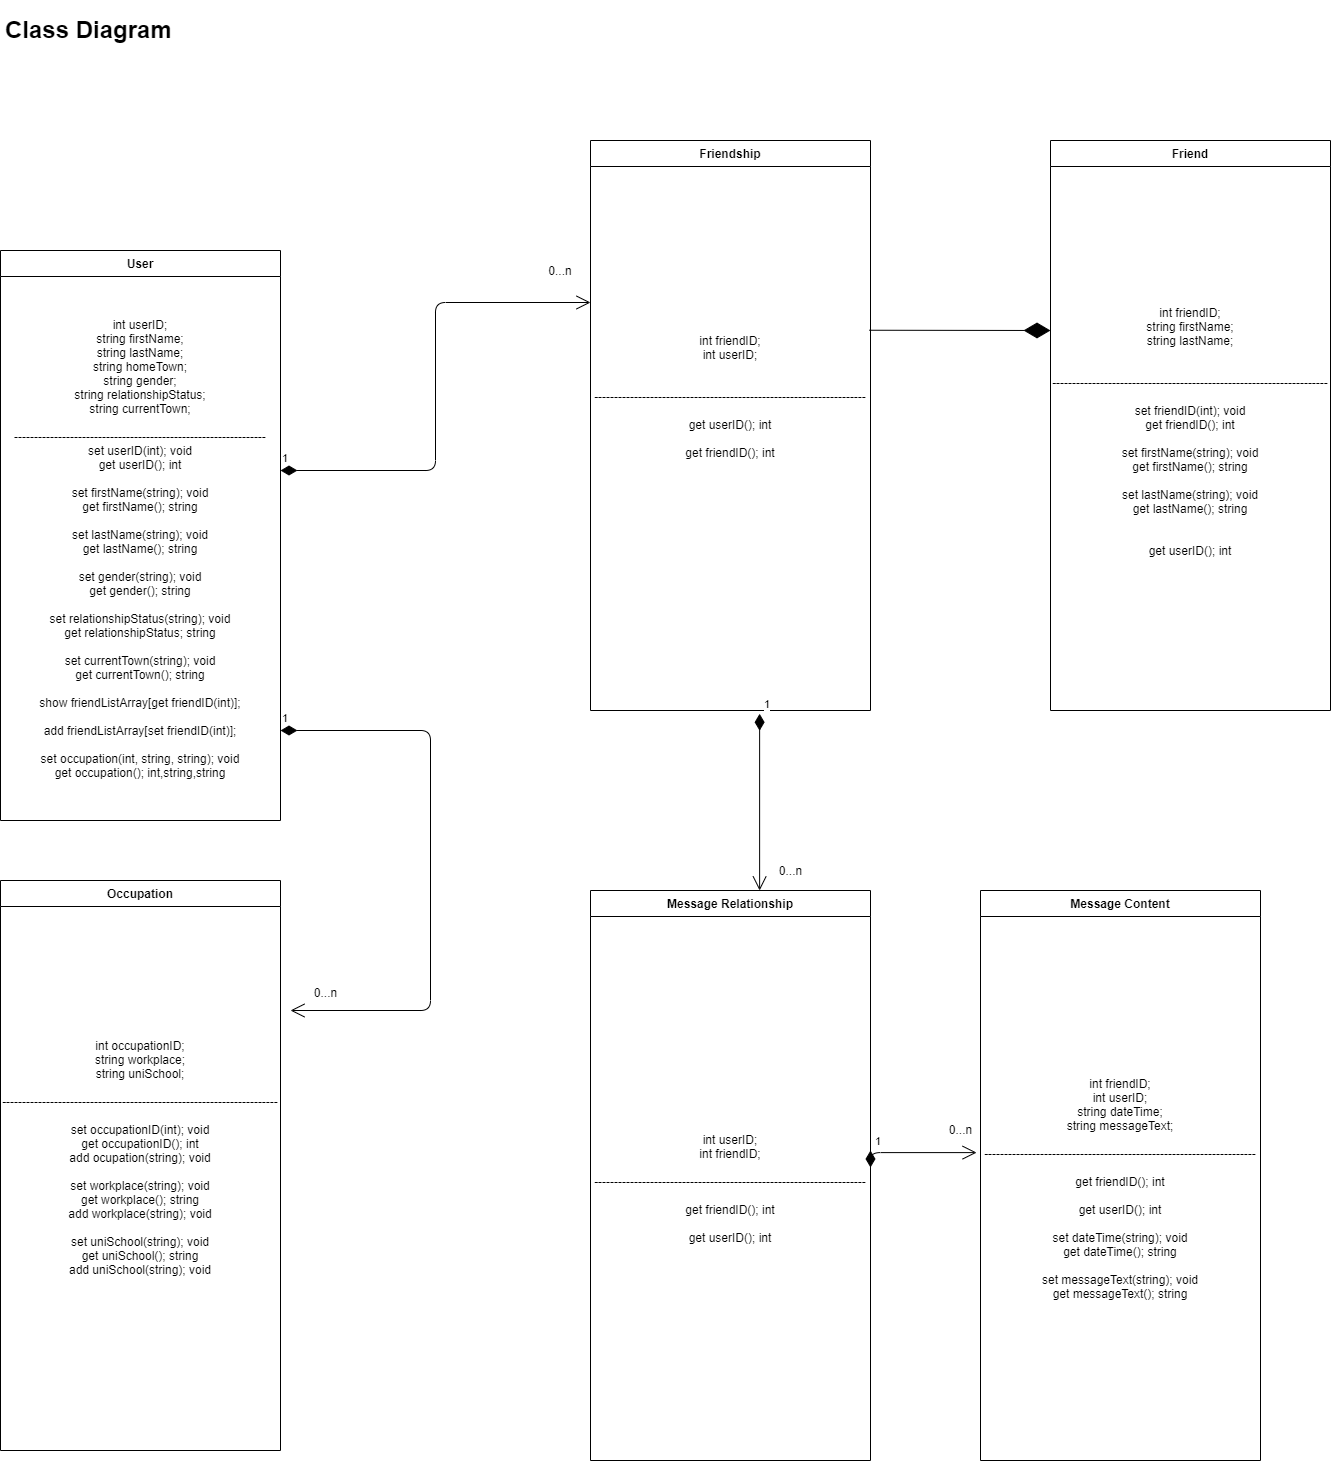 Class Diagram
Friendship
int friendID;
int userID;
get userID(); int
get friendID(); int
Friend
int friendID;
string firstName;
string lastName;
set friendID(int); void
get friendID(); int
set firstName(string); void
get firstName(); string
set lastName(string); void
get lastName(); string
get userID(); int
User
int userID;
string firstName;
string lastName;
string homeTown;
string gender;
string relationshipStatus;
string currentTown;
set userID(int); void
get userID(); int
set firstName(string); void
get firstName(); string
set lastName(string); void
get lastName(); string
set gender(string); void
get gender(); string
set relationshipStatus(string); void
get relationshipStatus; string
set currentTown(string); void
get currentTown(); string
show friendListArray[get friendID(int)];
add friendListArray[set friendID(int)];
set occupation(int, string, string); void
get occupation(); int,string,string
1
0...n
1
0...n
1
0...n
Occupation
int occupationID;
string workplace;
string uniSchool;
set occupationID(int); void
get occupationID(); int
add ocupation(string); void
set workplace(string); void
get workplace(); string
add workplace(string); void
set uniSchool(string); void
get uniSchool(); string
add uniSchool(string); void
Message Relationship
int userID;
int friendID;
get friendID(); int
get userID(); int
1
0...n
Message Content
int friendID;
int userID;
string dateTime;
string messageText;
get friendID(); int
get userID(); int
set dateTime(string); void
get dateTime(); string
set messageText(string); void
get messageText(); string